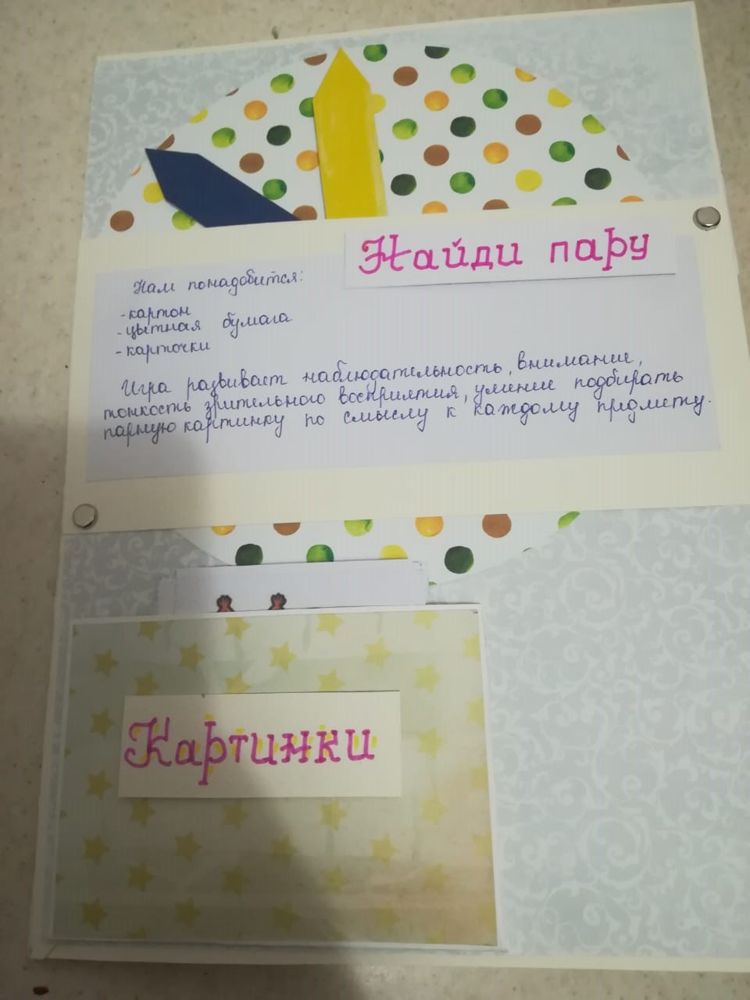 Найди пару
Нам понадобится:
- картон
- цвтная бумага
- карточки
Игра развивает наблюдательность, внимание,
тонкость зрительного восприятия, умение подбирать
парную картинку по смыслу к каждому предмету.
Картинки